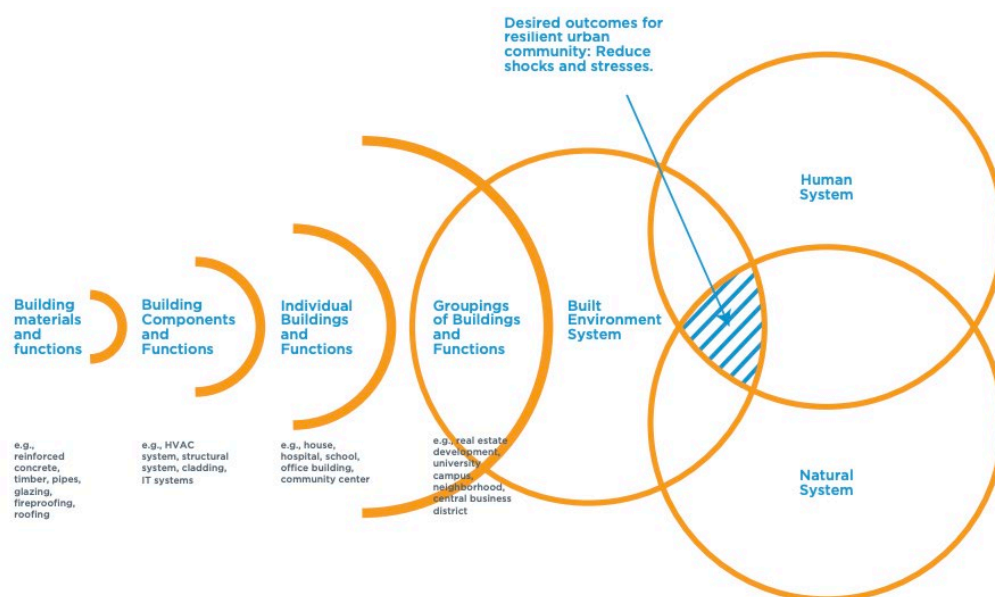 Desired outcomes for
resilient urban
community: Reduce
shocks and stresses.
Human
System
Building
materials
and
functions
Building
Components
and
Functions
Individual
Buildings
and
Functions
Groupings
of Buildings
and
Functions
Built
Environment
System
e.g.,
reinforced
concrete,
timber, pipes,
glazing,
fireproofing,
roofing
e.g., HVAC
system, structural
system, cladding,
IT systems
e.g., house,
hospital, school,
office building,
community center
e.g., real estate
development,
university
campus,
neighborhood,
central business
district
Natural
System